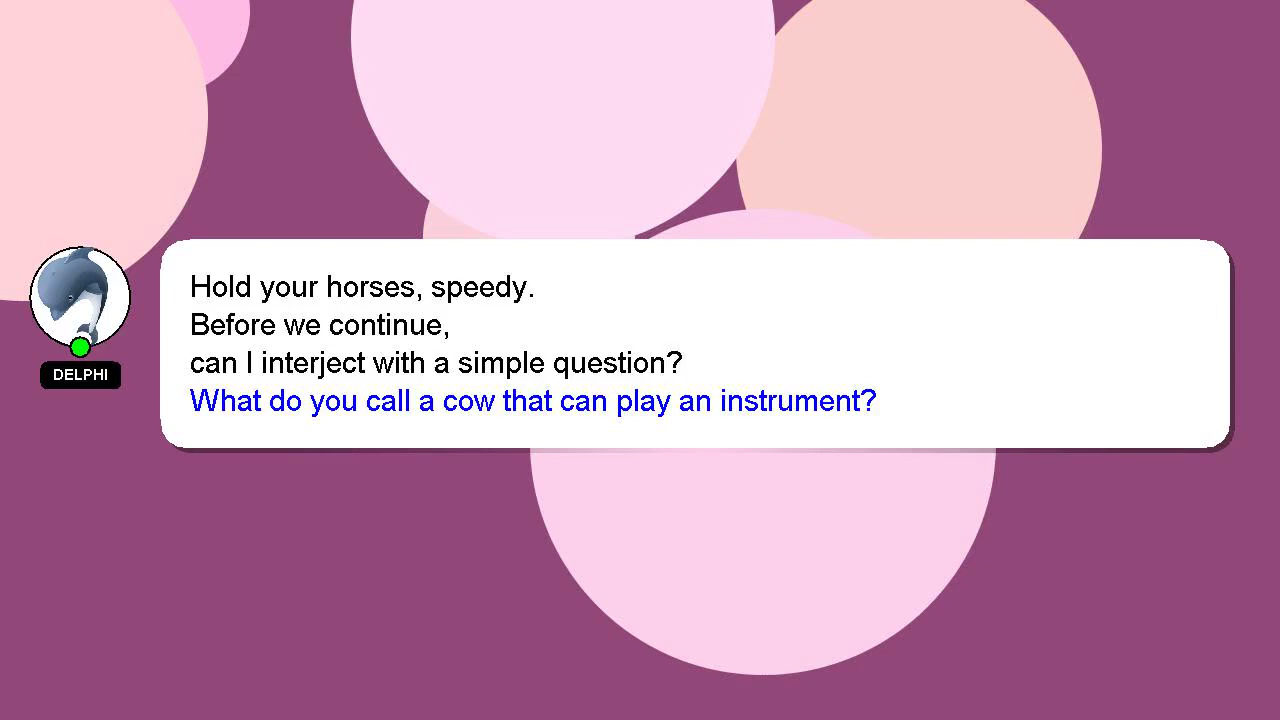 Hold your horses, speedy.
Before we continue,
can I interject with a simple question?
What do you call a cow that can play an instrument?
DELPHI